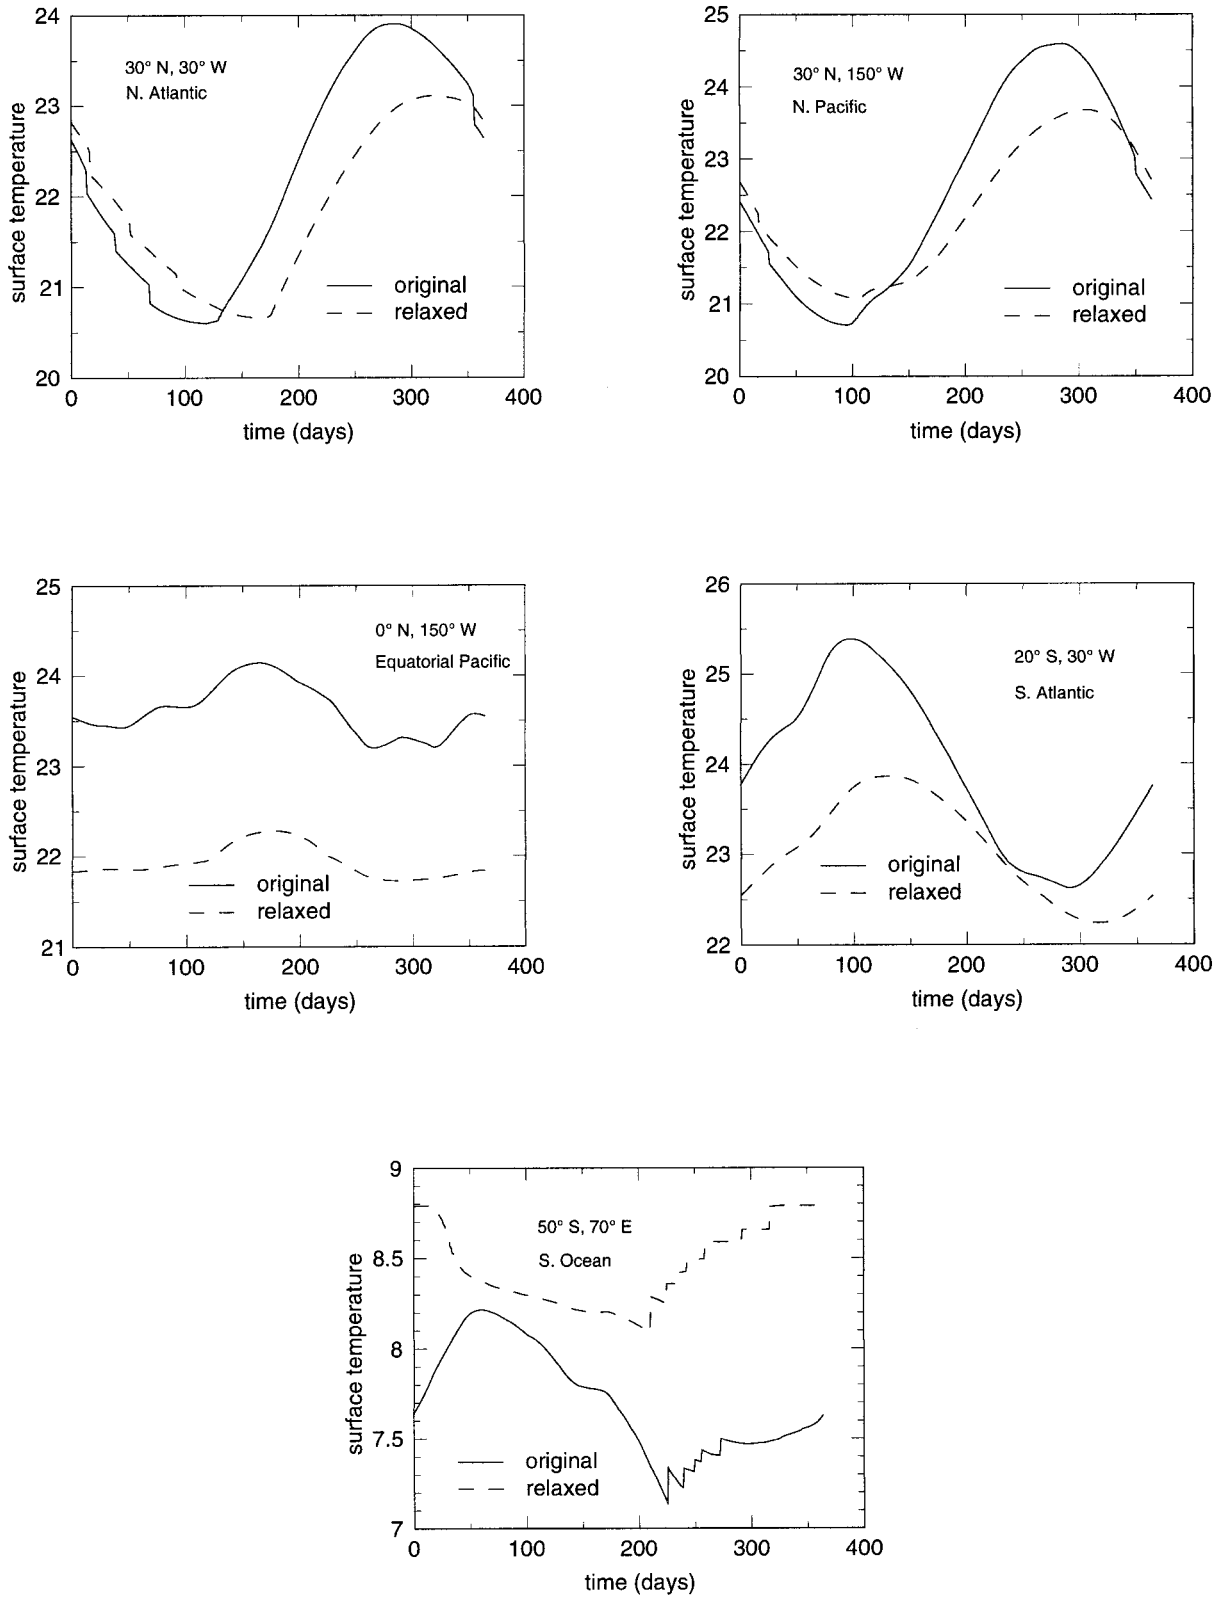 24
23
22
21
20
surface temperature
30° N, 30° W
N. Atlantic
original
relaxed
0 100 200 300 400
time (days)
25
24
23
22
21
20
surface temperature
30° N, 150° W
N. Pacific
original
relaxed
0 100 200 300 400
time (days)
25
24
23
22
21
surface temperature
0° N, 150° W
Equatorial Pacific
original
relaxed
0 100 200 300 400
time (days)
26
25
24
23
22
surface temperature
20° S, 30° W
S. Atlantic
original
relaxed
0 100 200 300 400
time (days)
9
8.5
8
7.5
7
surface temperature
50° S, 70° E
S. Ocean
original
relaxed
0 100 200 300 400
time (days)